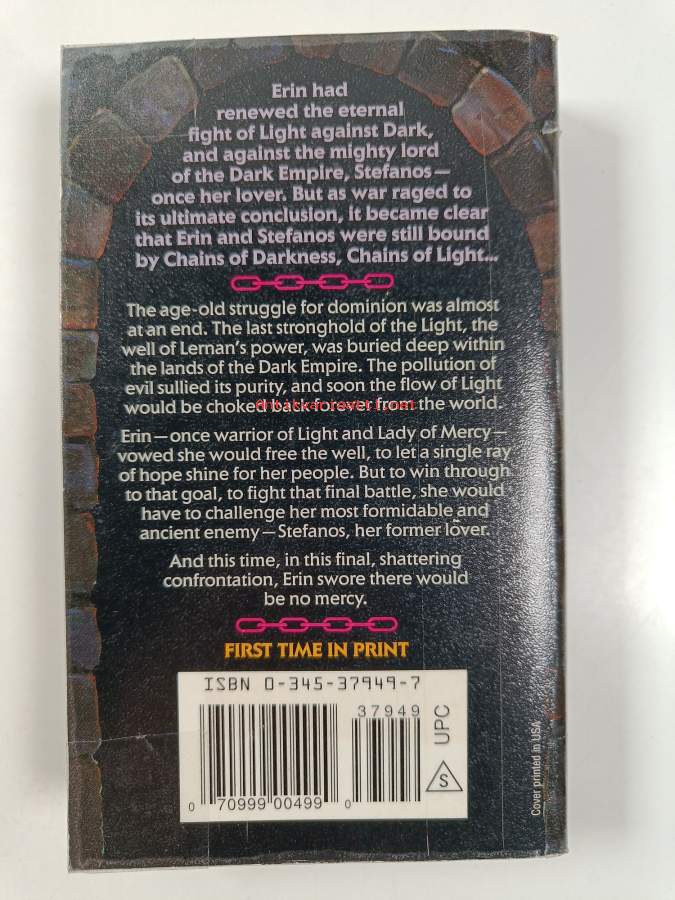 Erin had
renewed the eternal
fight of Light against Dark,
and against the mighty lord
of the Dark Empire, Stefanos—
once her lover. But as war raged to
its ultimate conclusion, it became clear
that Erin and Stefanos were still bound
by Chains of Darkness, Chains of Light...
The age-old struggle for dominion was almost
at an end. The last stronghold of the Light, the
well of Lernan's power, was buried deep within
the lands of the Dark Empire. The pollution of
evil sullied its purity, and soon the flow of Light
would be choked back forever from the world.
Antikvariaatti.net
Erin—once warrior of Light and Lady of Mercy—
vowed she would free the well, to let a single ray
of hope shine for her people. But to win through
to that goal, to fight that final battle, she would
have to challenge her most formidable and
ancient enemy—Stefanos, her former lover.
And this time, in this final, shattering
confrontation, Erin swore there would
be no mercy.
FIRST TIME IN PRINT
ISBN 0-345-37949-7
37949
UPC
S
0 70999 00499 0
Cover printed in USA